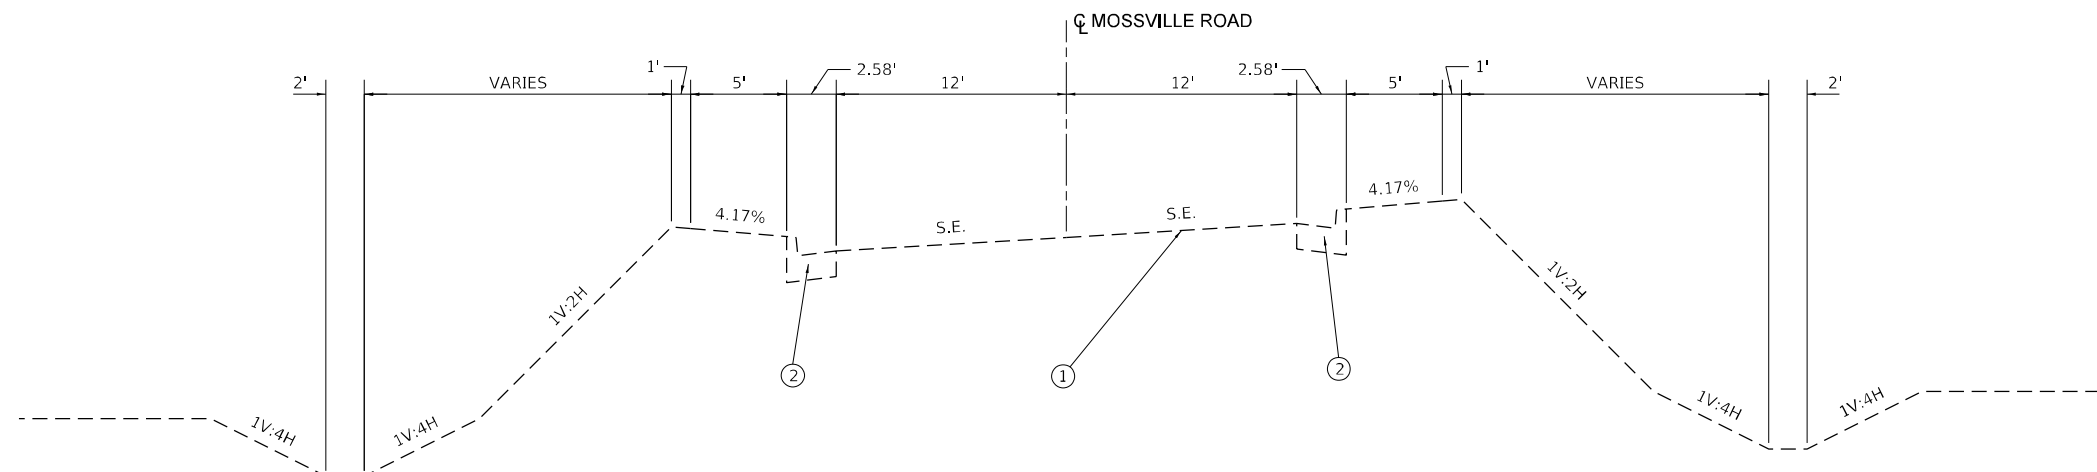 ℄ MOSSVILLE ROAD
2' VARIES 1' 5' 2.58' 12' 12' 2.58' 5' 1' VARIES 2'
4.17% S.E. S.E. 4.17%
1V:2H 1V:2H
2 1 2
1V:4H 1V:4H 1V:4H 1V:4H